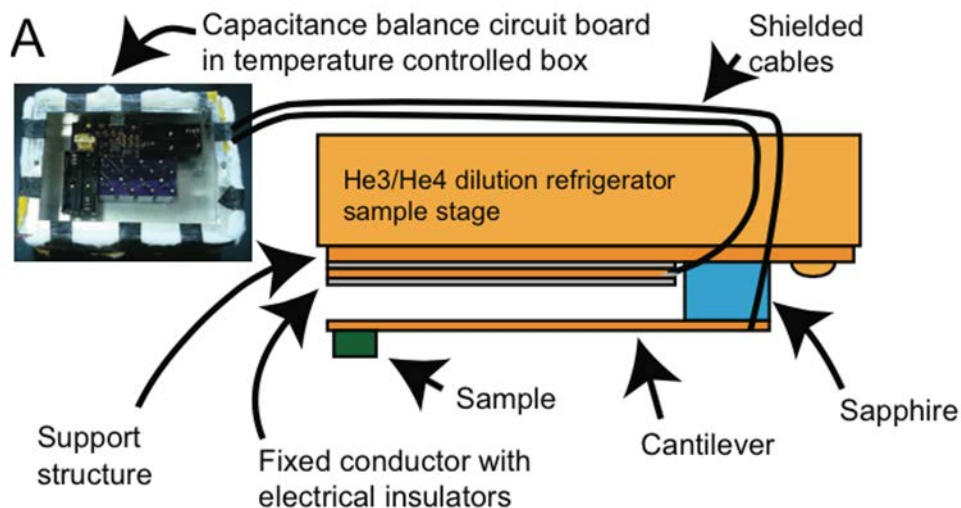 A
Capacitance balance circuit board
in temperature controlled box
Shielded
cables
He3/He4 dilution refrigerator
sample stage
Support
structure
Fixed conductor with
electrical insulators
Sample
Cantilever
Sapphire